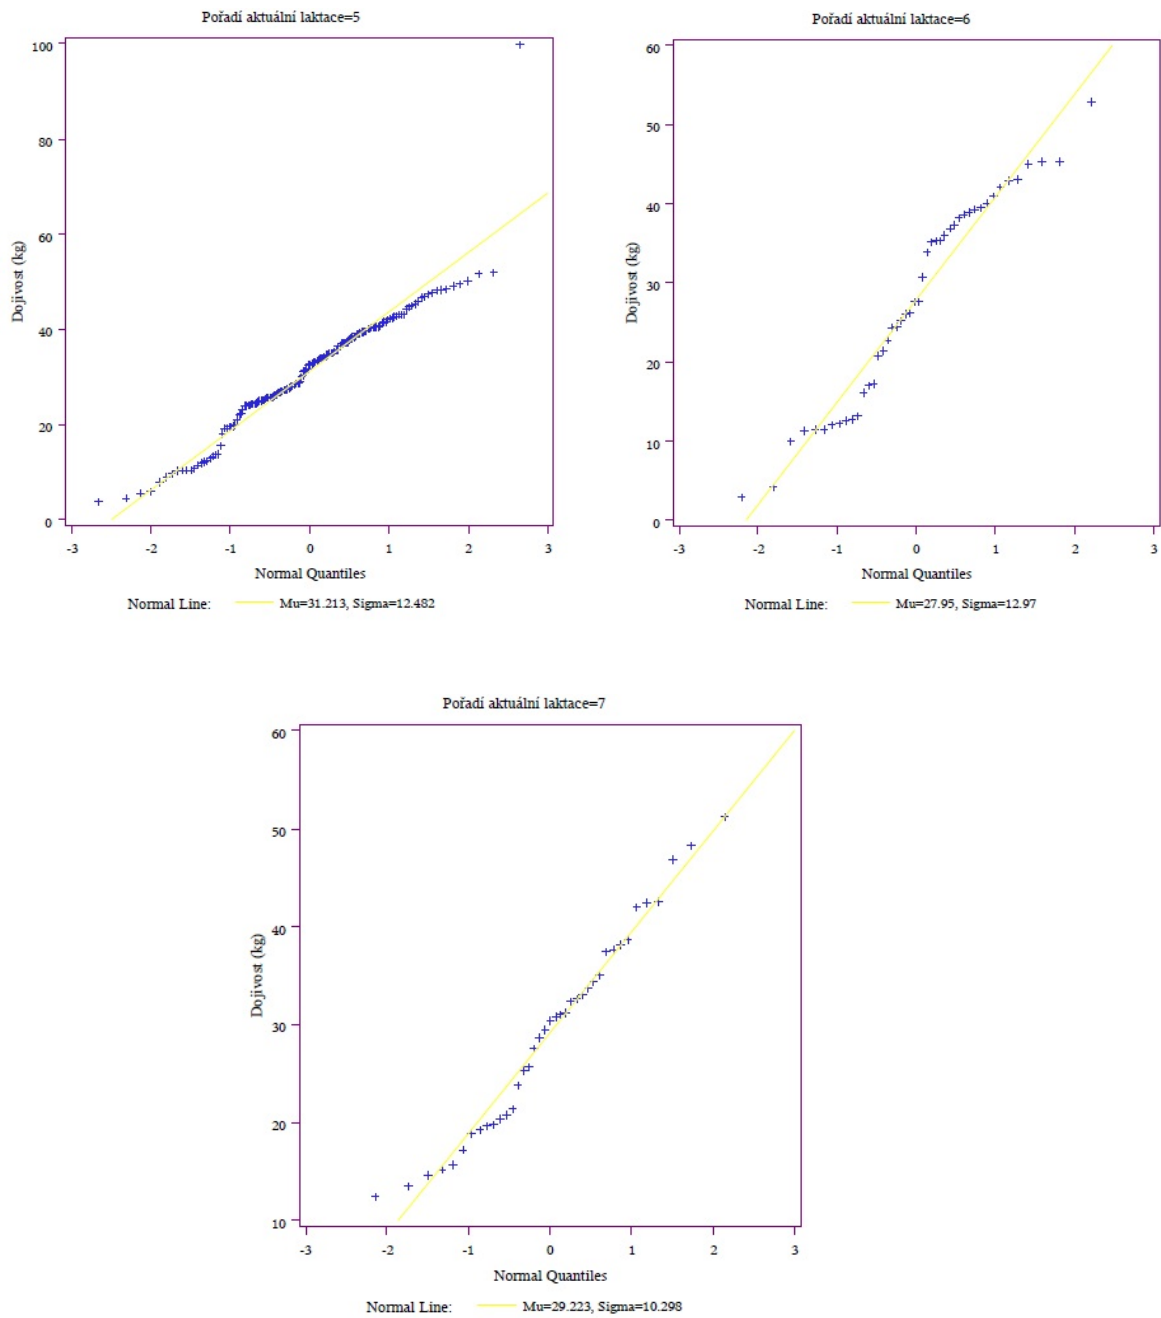 Pořadí aktuální laktace=5
100
80
60
40
20
0
Dojivost (kg)
-3 -2 -1 0 1 2 3
Normal Quantiles
Normal Line: Mu=31.213, Sigma=12.482
Pořadí aktuální laktace=6
60
50
40
30
20
10
0
Dojivost (kg)
-3 -2 -1 0 1 2 3
Normal Quantiles
Normal Line: Mu=27.95, Sigma=12.97
Pořadí aktuální laktace=7
60
50
40
30
20
10
Dojivost (kg)
-3 -2 -1 0 1 2 3
Normal Quantiles
Normal Line: Mu=29.223, Sigma=10.298